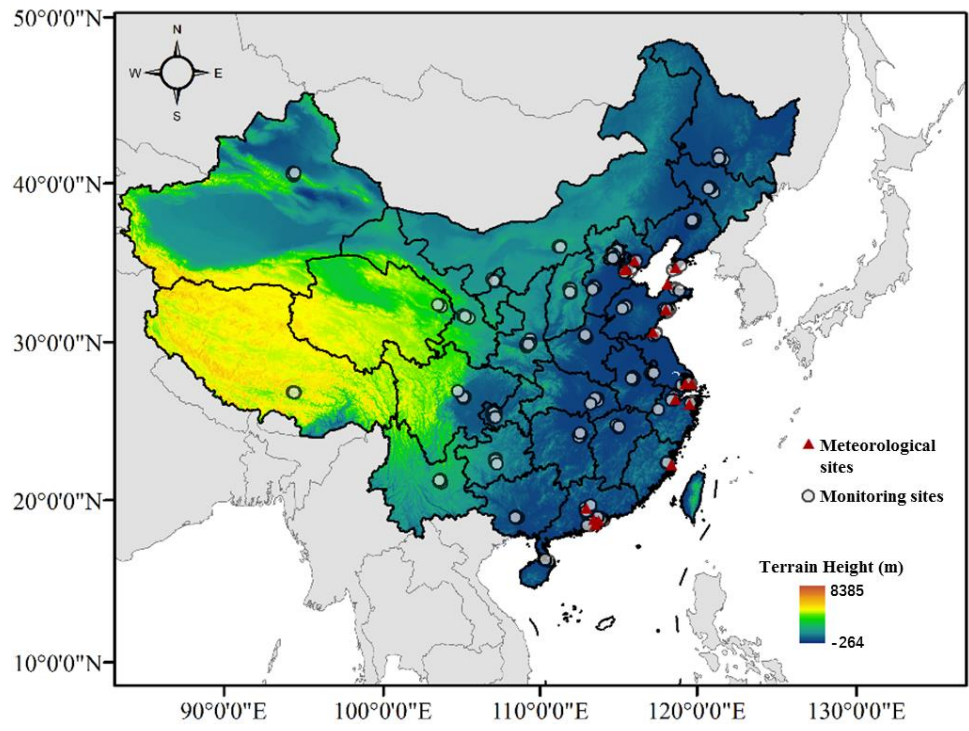 50°0'0"N
40°0'0"N
30°0'0"N
20°0'0"N
10°0'0"N
N
W
E
S
Meteorological
sites
Monitoring sites
Terrain Height (m)
8385
-264
90°0'0"E
100°0'0"E
110°0'0"E
120°0'0"E
130°0'0"E